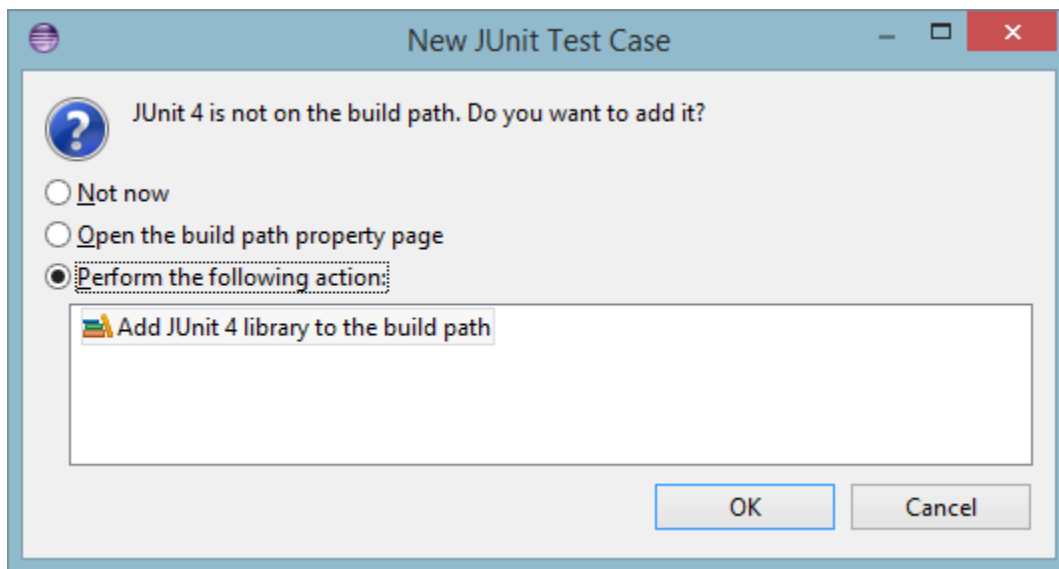 New JUnit Test Case
JUnit 4 is not on the build path. Do you want to add it?
Not now
Open the build path property page
Perform the following action:
Add JUnit 4 library to the build path
OK
Cancel